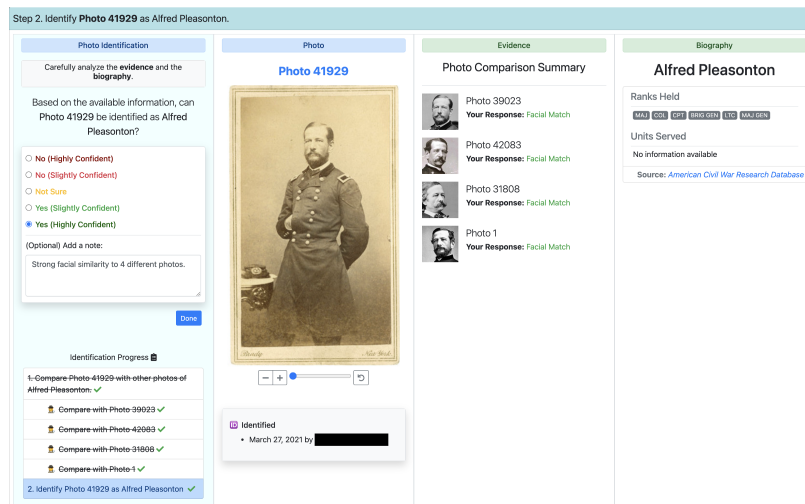 Step 2. Identify Photo 41929 as Alfred Pleasonton.
Photo Identification
Carefully analyze the evidence and the
biography.
Based on the available information, can
Photo 41929 be identified as Alfred
Pleasonton?
No (Highly Confident)
No (Slightly Confident)
Not Sure
Yes (Slightly Confident)
Yes (Highly Confident)
(Optional) Add a note:
Strong facial similarity to 4 different photos.
Done
Identification Progress
1. Compare Photo 41929 with other photos of
Alfred Pleasonton.
Compare with Photo 39023
Compare with Photo 42083
Compare with Photo 31808
Compare with Photo 1
2. Identify Photo 41929 as Alfred Pleasonton
Photo
Photo 41929
Brady
New York
ID Identified
• March 27, 2021 by
Evidence
Photo Comparison Summary
Photo 39023
Your Response: Facial Match
Photo 42083
Your Response: Facial Match
Photo 31808
Your Response: Facial Match
Photo 1
Your Response: Facial Match
Biography
Alfred Pleasonton
Ranks Held
MAJ COL CPT BRIG GEN LTC MAJ GEN
Units Served
No information available
Source: American Civil War Research Database